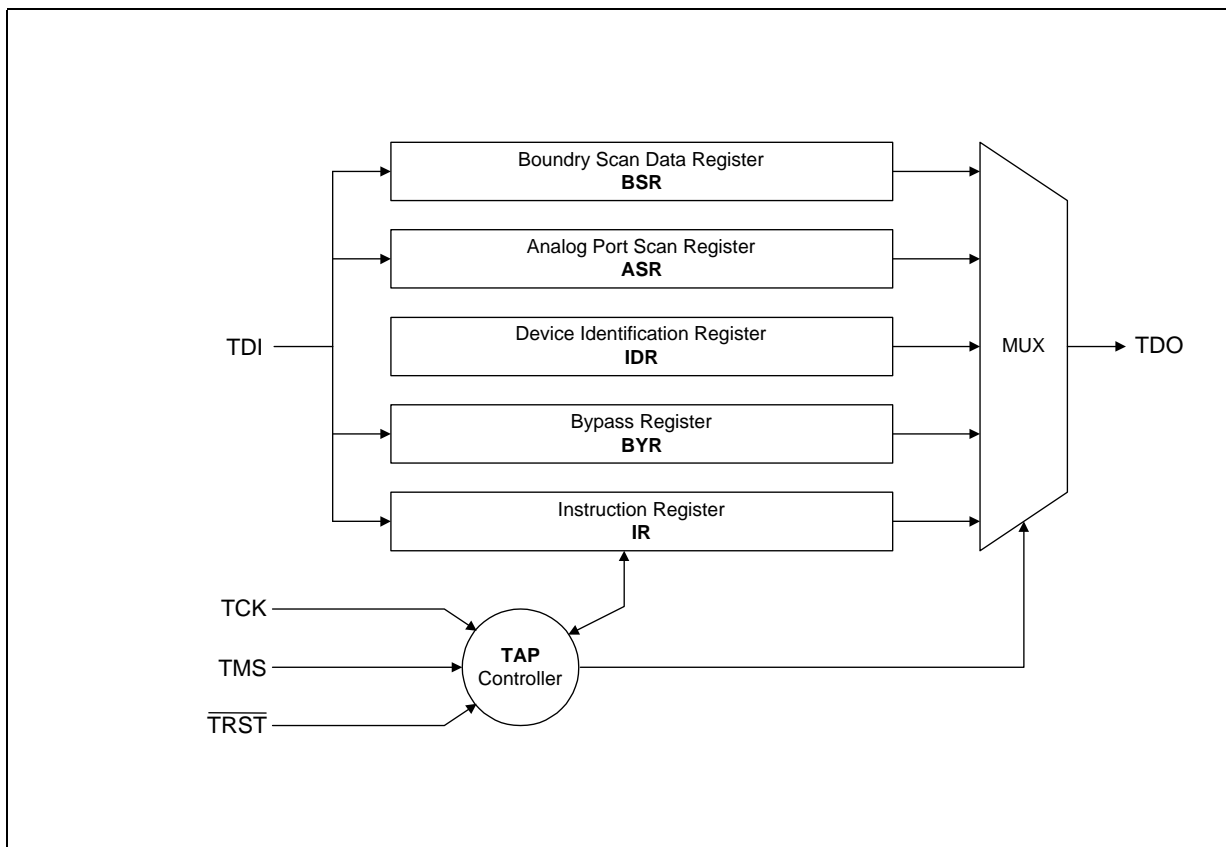 Boundry Scan Data Register
BSR
Analog Port Scan Register
ASR
TDI
Device Identification Register
IDR
MUX
TDO
Bypass Register
BYR
Instruction Register
IR
TCK
TMS
TRST
TAP
Controller